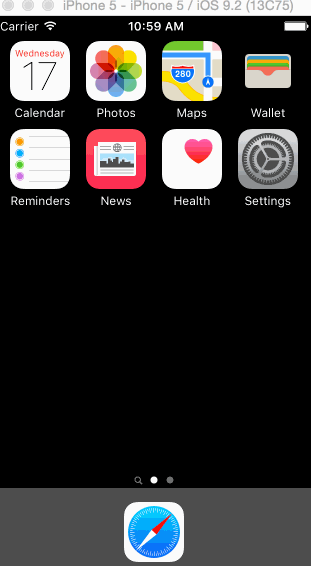 iPhone 5 - iPhone 5 / iOS 9.2 (13C75)
Carrier 10:59 AM
Wednesday
17
280
Calendar Photos Maps Wallet
Reminders News Health Settings